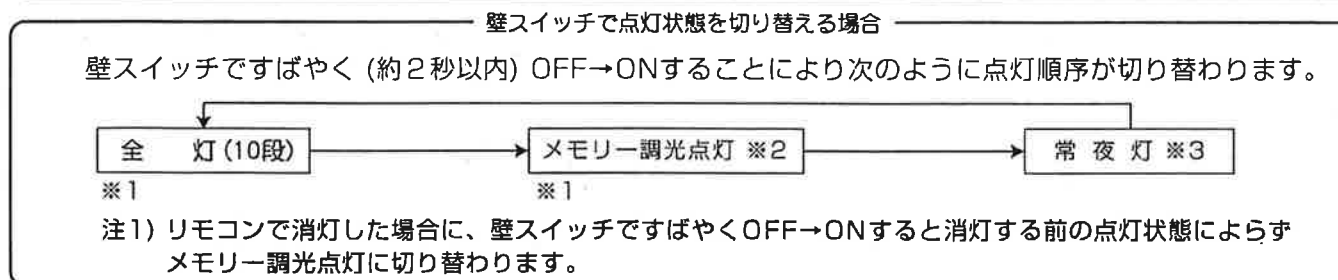 壁スイッチで点灯状態を切り替える場合
壁スイッチですばやく (約2秒以内) OFF→ONすることにより次のように点灯順序が切り替わります。
全　　灯 (10段)
メモリー調光点灯 ※2
常 夜 灯 ※3
※1
※1
注1) リモコンで消灯した場合に、壁スイッチですばやくOFF→ONすると消灯する前の点灯状態によらず
メモリー調光点灯に切り替わります。